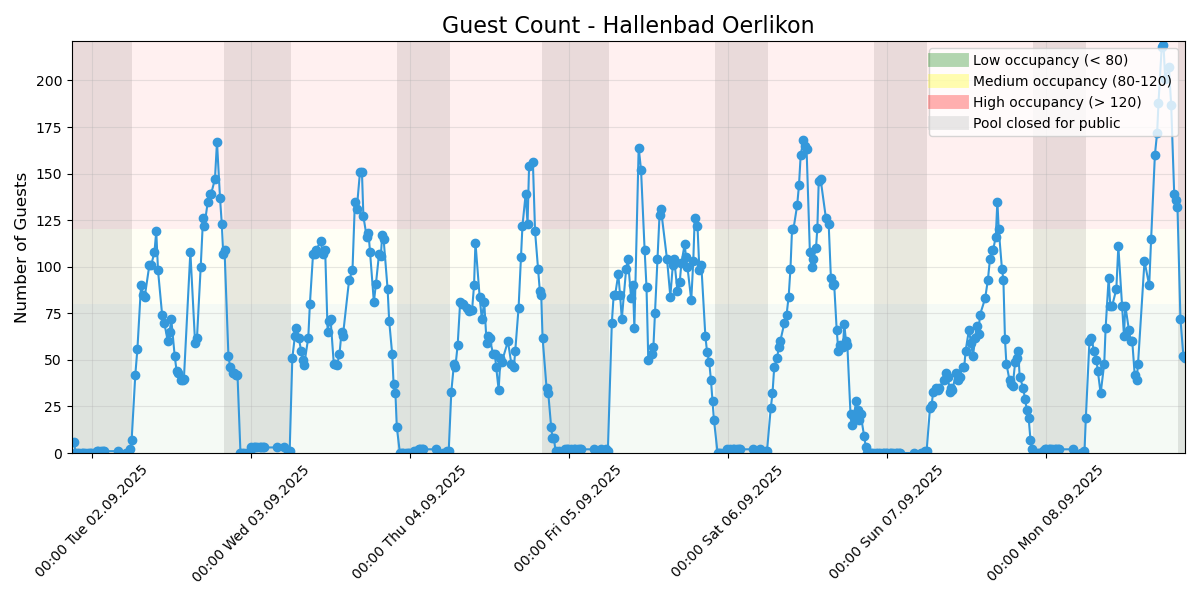 Guest Count - Hallenbad Oerlikon
Number of Guests
200
175
150
125
100
75
50
25
0
Low occupancy (< 80)
Medium occupancy (80-120)
High occupancy (> 120)
Pool closed for public
00:00 Tue 02.09.2025
00:00 Wed 03.09.2025
00:00 Thu 04.09.2025
00:00 Fri 05.09.2025
00:00 Sat 06.09.2025
00:00 Sun 07.09.2025
00:00 Mon 08.09.2025